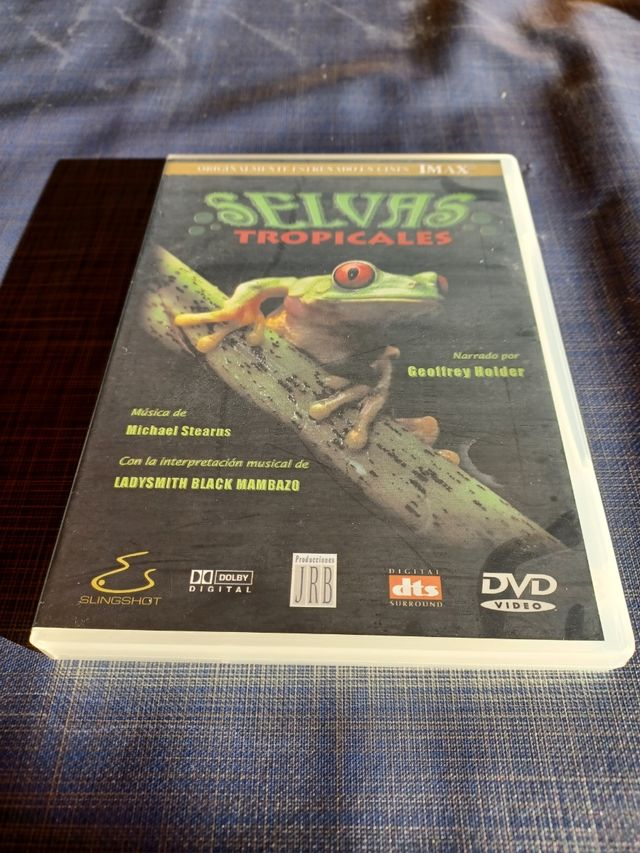 ORIGINALMENTE ESTRENADO EN CINES IMAX
SELVAS
TROPICALES
Narrado por
Geoffrey Holder
Música de
Michael Stearns
Con la interpretación musical de
LADYSMITH BLACK MAMBAZO
SLINGSHOT
DOLBY
DIGITAL
Producciones
JRB
DIGITAL
dts
SURROUND
DVD
VIDEO